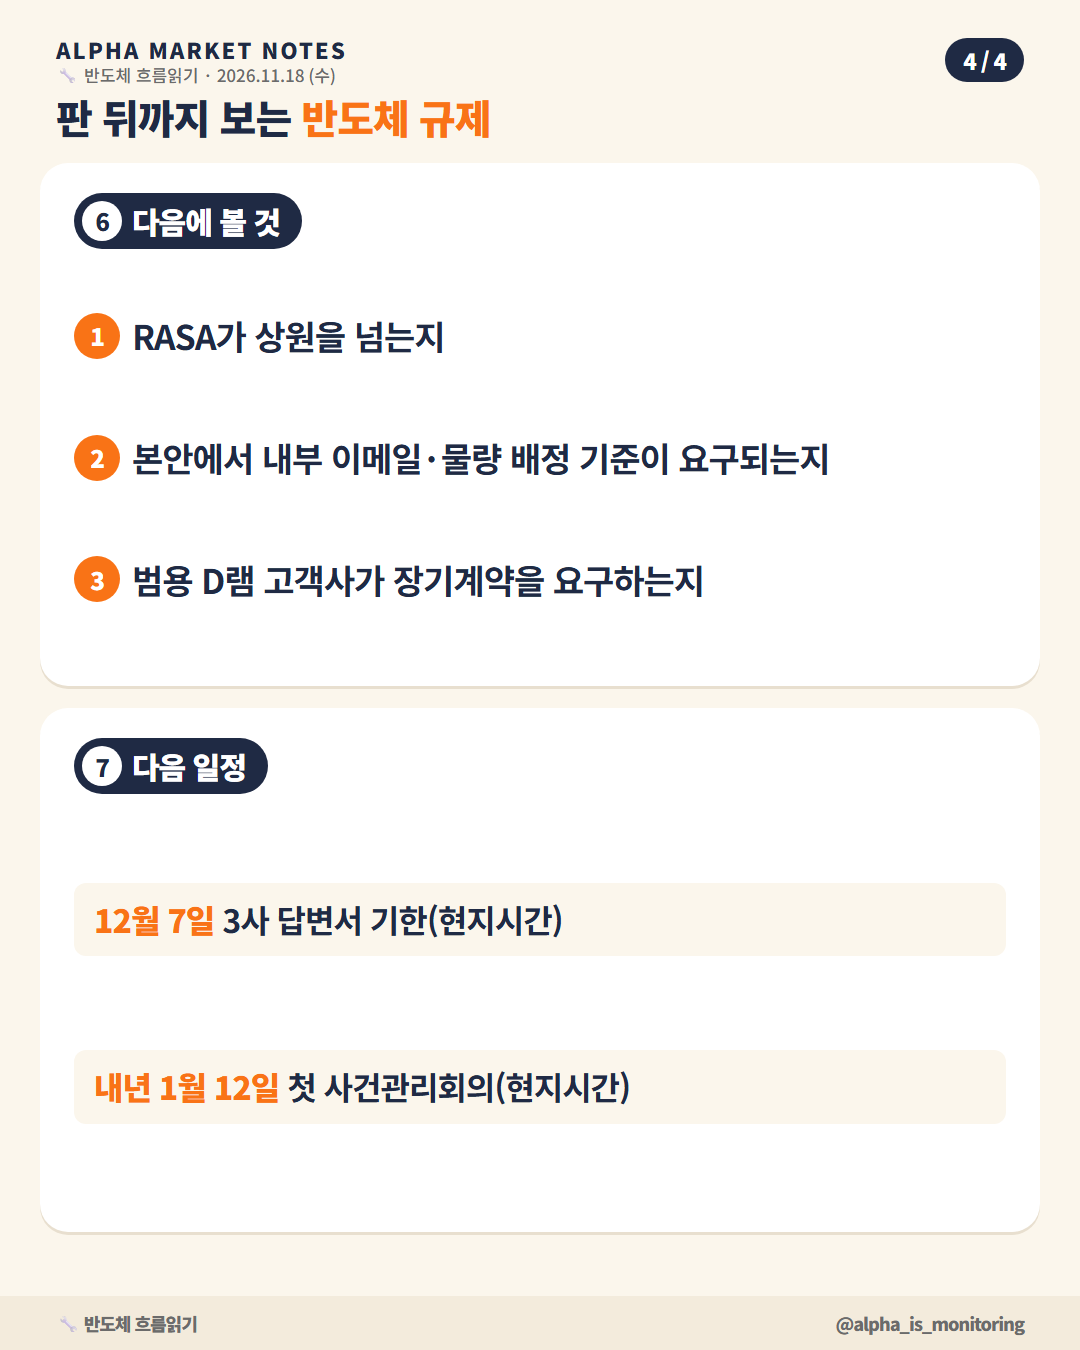 ALPHA MARKET NOTES
반도체 흐름읽기 · 2026.11.18 (수)
4 / 4
판 뒤까지 보는 반도체 규제
6 다음에 볼 것
1 RASA가 상원을 넘는지
2 본안에서 내부 이메일·물량 배정 기준이 요구되는지
3 범용 D램 고객사가 장기계약을 요구하는지
7 다음 일정
12월 7일 3사 답변서 기한(현지시간)
내년 1월 12일 첫 사건관리회의(현지시간)
반도체 흐름읽기
@alpha_is_monitoring